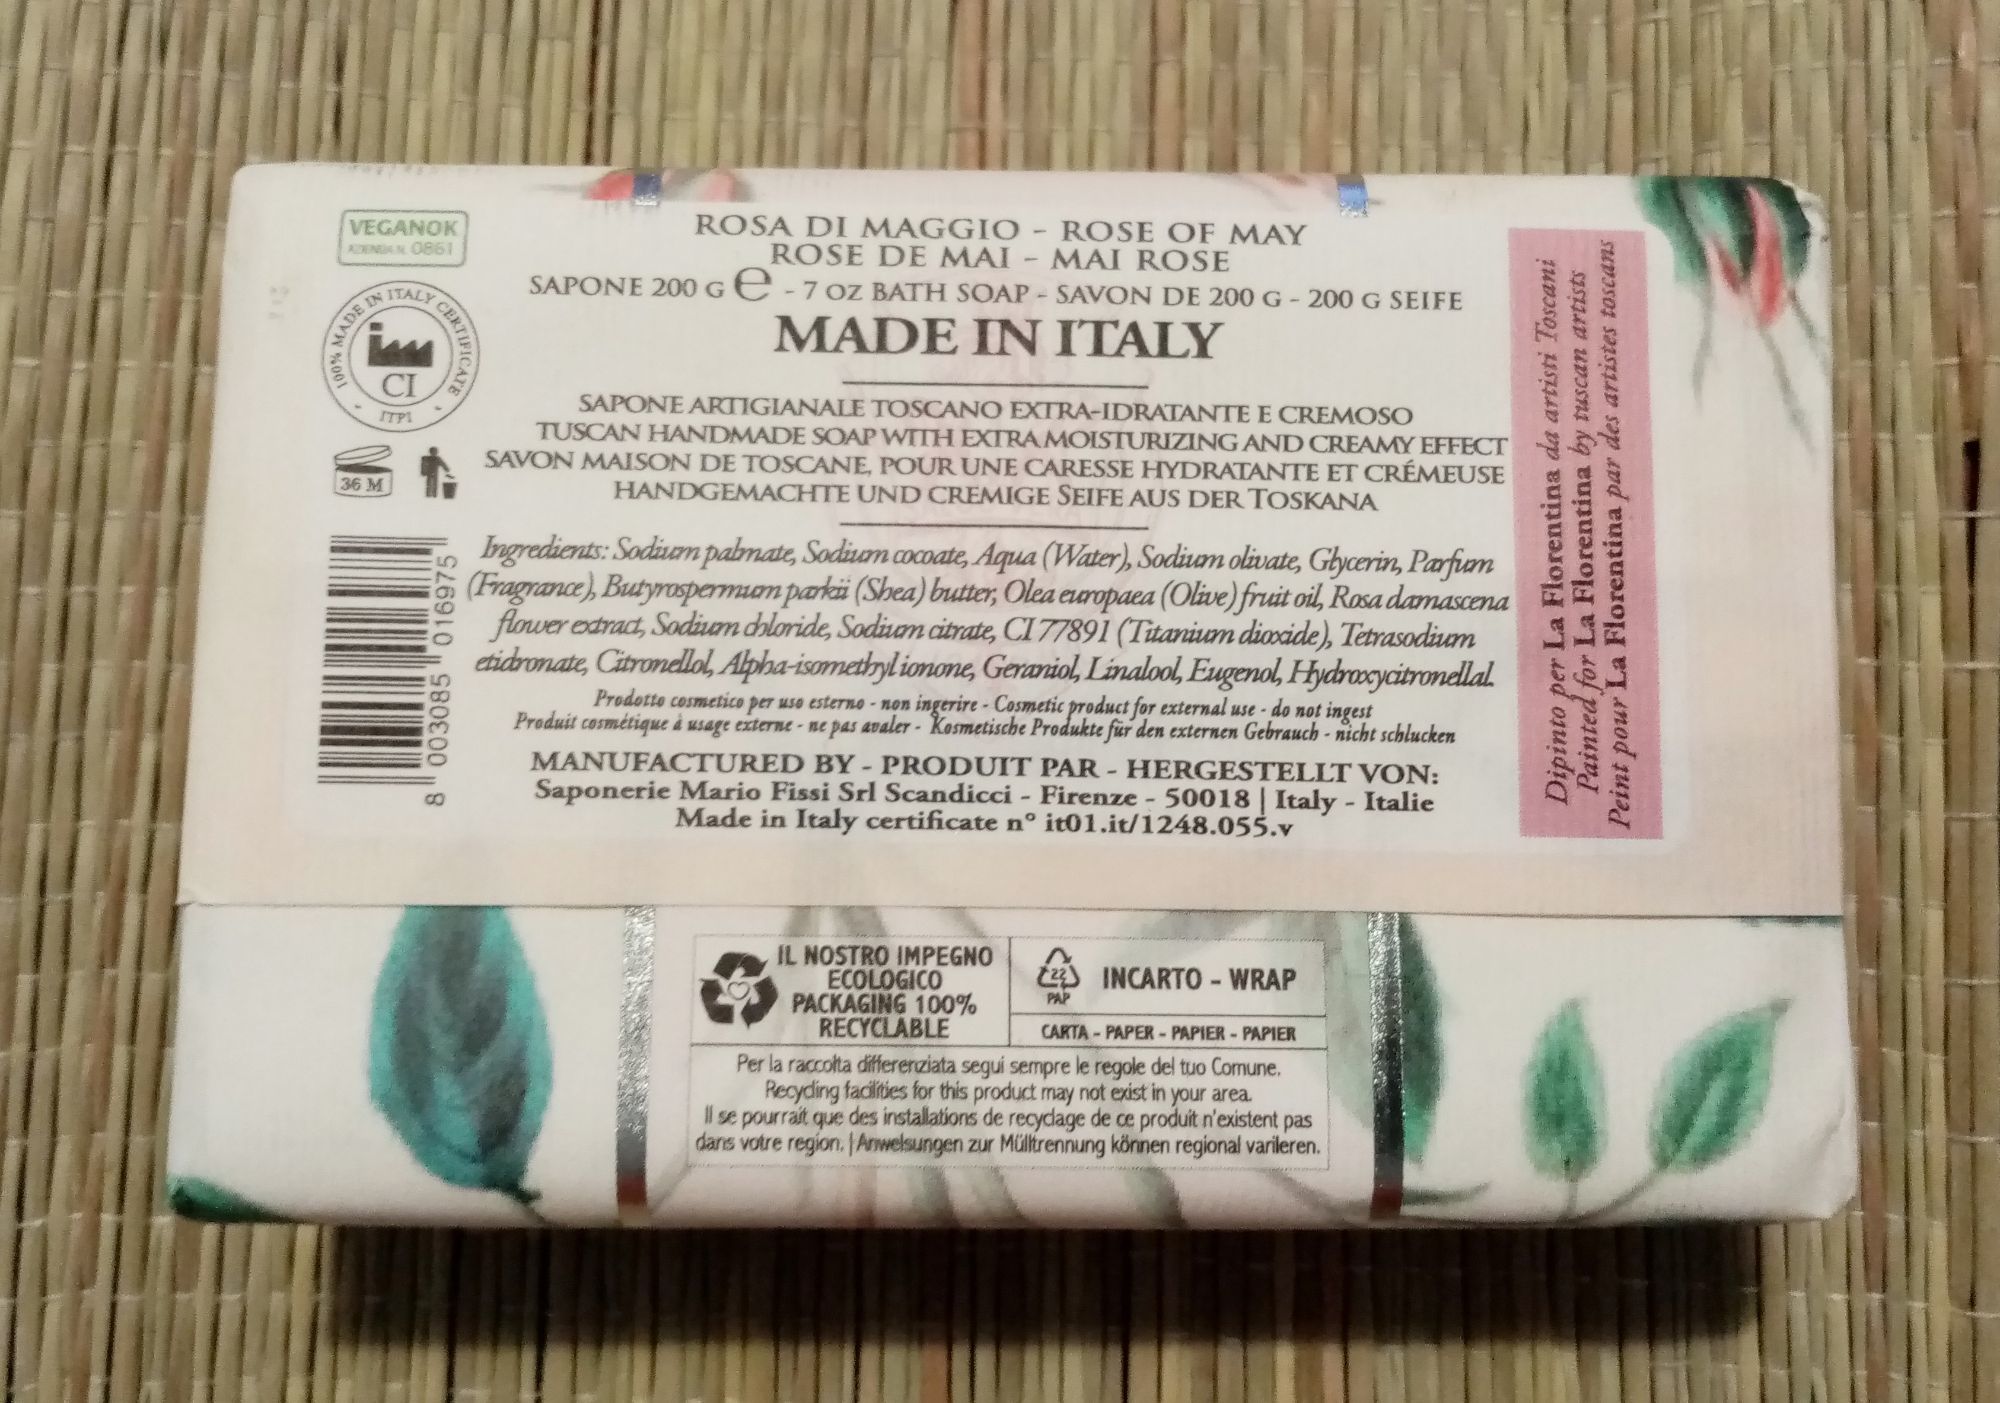 VEGANOK
AZIENDA N. 0861
100% MADE IN ITALY CERTIFICATE
CI
ITPI
36 M
8 003085 016975
ROSA DI MAGGIO - ROSE OF MAY
ROSE DE MAI - MAI ROSE
SAPONE 200 G e - 7 OZ BATH SOAP - SAVON DE 200 G - 200 G SEIFE
MADE IN ITALY
SAPONE ARTIGIANALE TOSCANO EXTRA-IDRATANTE E CREMOSO
TUSCAN HANDMADE SOAP WITH EXTRA MOISTURIZING AND CREAMY EFFECT
SAVON MAISON DE TOSCANE, POUR UNE CARESSE HYDRATANTE ET CRÉMEUSE
HANDGEMACHTE UND CREMIGE SEIFE AUS DER TOSKANA
Ingredients: Sodium palmate, Sodium cocoate, Aqua (Water), Sodium olivate, Glycerin, Parfum
(Fragrance), Butyrospermum parkii (Shea) butter, Olea europaea (Olive) fruit oil, Rosa damascena
flower extract, Sodium chloride, Sodium citrate, CI 77891 (Titanium dioxide), Tetrasodium
etidronate, Citronellol, Alpha-isomethyl ionone, Geraniol, Linalool, Eugenol, Hydroxycitronellal.
Prodotto cosmetico per uso esterno - non ingerire - Cosmetic product for external use - do not ingest
Produit cosmétique à usage externe - ne pas avaler - Kosmetische Produkte für den externen Gebrauch - nicht schlucken
MANUFACTURED BY - PRODUIT PAR - HERGESTELLT VON:
Saponerie Mario Fissi Srl Scandicci - Firenze - 50018 | Italy - Italie
Made in Italy certificate n° it01.it/1248.055.v
Dipinto per La Florentina da artisti Toscani
Painted for La Florentina by tuscan artists
Peint pour La Florentina par des artistes toscans
IL NOSTRO IMPEGNO
ECOLOGICO
PACKAGING 100%
RECYCLABLE
22
PAP
INCARTO - WRAP
CARTA - PAPER - PAPIER - PAPIER
Per la raccolta differenziata segui sempre le regole del tuo Comune.
Recycling facilities for this product may not exist in your area.
Il se pourrait que des installations de recyclage de ce produit n'existent pas
dans votre region. | Anwelsungen zur Mülltrennung können regional varileren.